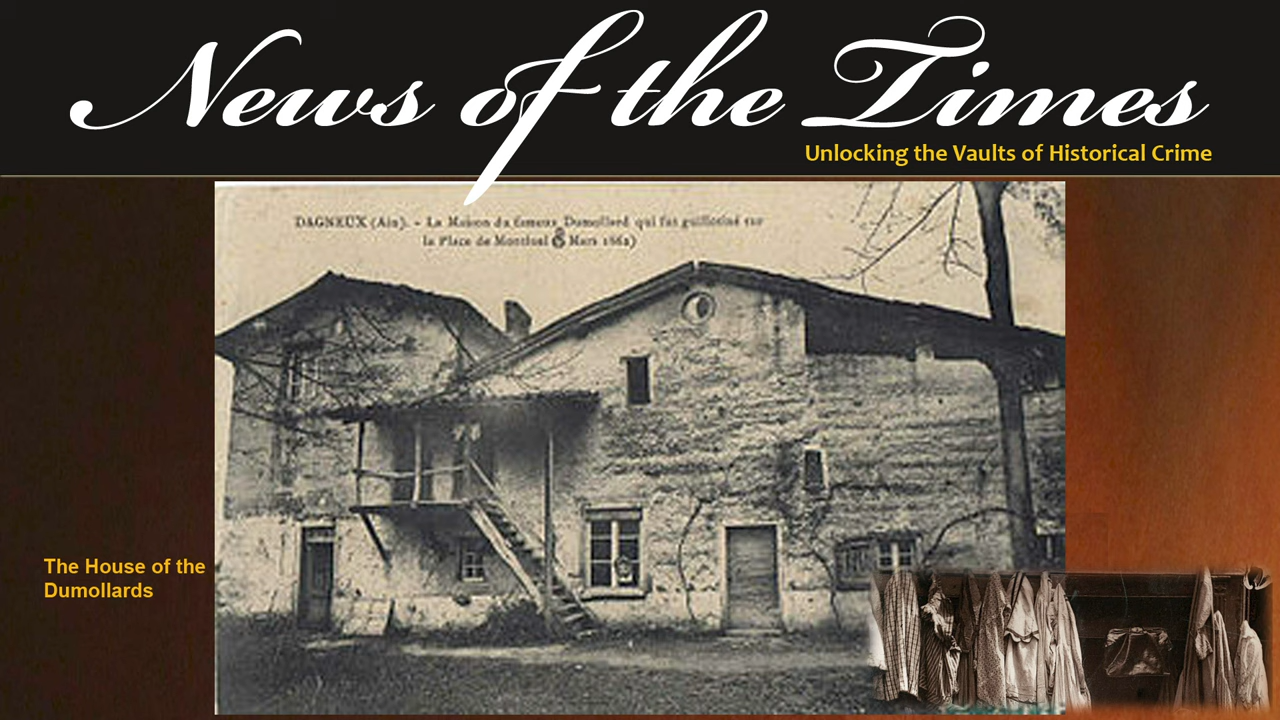 News of the Times
Unlocking the Vaults of Historical Crime
DAGNEUX (Ain). - La Maison du fameux Dumollard qui fut guillotiné sur
la Place de Montluel Mars 1862)
The House of the
Dumollards